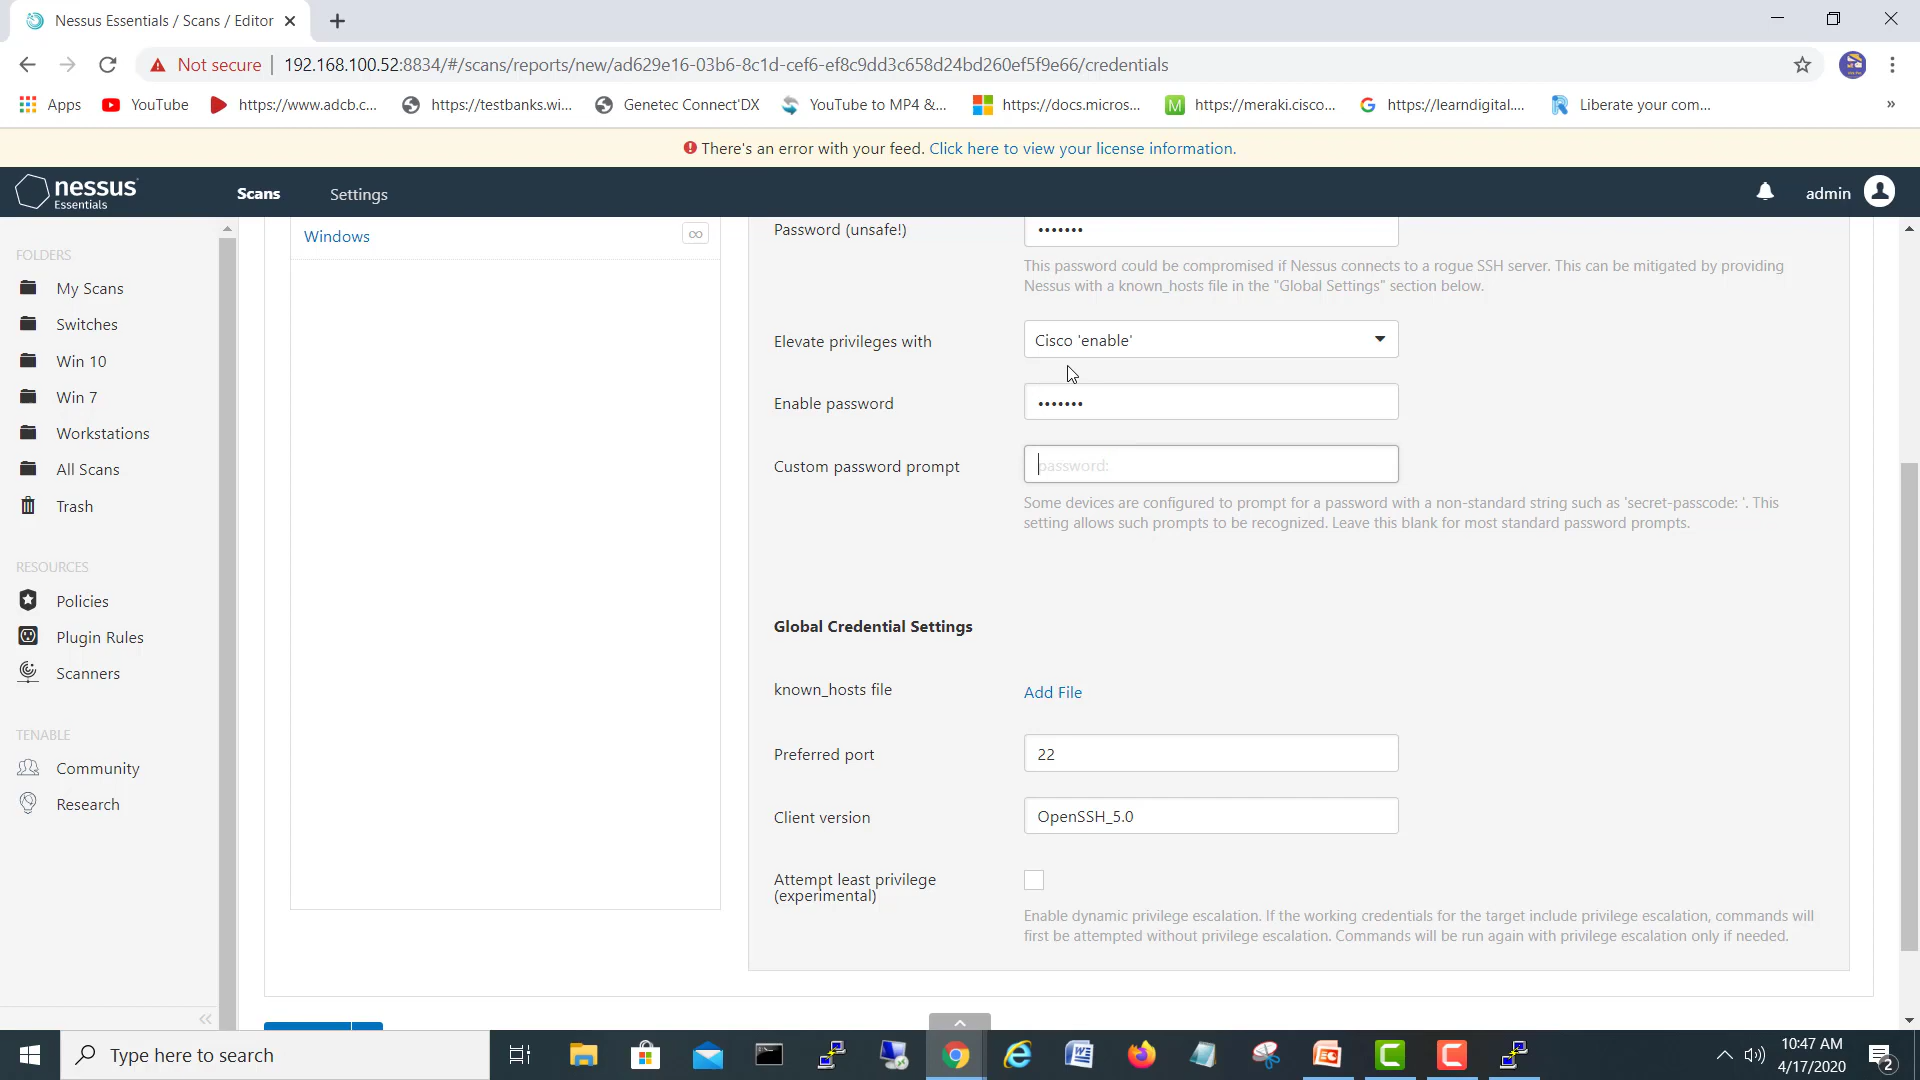 Nessus Essentials / Scans / Editor
Not secure | 192.168.100.52:8834/#/scans/reports/new/ad629e16-03b6-8c1d-cef6-ef8c9dd3c658d24bd260ef5f9e66/credentials
Apps YouTube https://www.adcb.c... https://testbanks.wi... Genetec Connect'DX YouTube to MP4 &... https://docs.micros... https://meraki.cisco... https://learndigital.... Liberate your com... »
There's an error with your feed. Click here to view your license information.
nessus Essentials
Scans Settings
admin
FOLDERS
My Scans
Switches
Win 10
Win 7
Workstations
All Scans
Trash
RESOURCES
Policies
Plugin Rules
Scanners
TENABLE
Community
Research
Windows ∞
Password (unsafe!) •••••••
This password could be compromised if Nessus connects to a rogue SSH server. This can be mitigated by providing
Nessus with a known_hosts file in the "Global Settings" section below.
Elevate privileges with Cisco 'enable'
Enable password •••••••
Custom password prompt password:
Some devices are configured to prompt for a password with a non-standard string such as 'secret-passcode: '. This
setting allows such prompts to be recognized. Leave this blank for most standard password prompts.
Global Credential Settings
known_hosts file Add File
Preferred port 22
Client version OpenSSH_5.0
Attempt least privilege
(experimental)
Enable dynamic privilege escalation. If the working credentials for the target include privilege escalation, commands will
first be attempted without privilege escalation. Commands will be run again with privilege escalation only if needed.
Type here to search
10:47 AM
4/17/2020
2